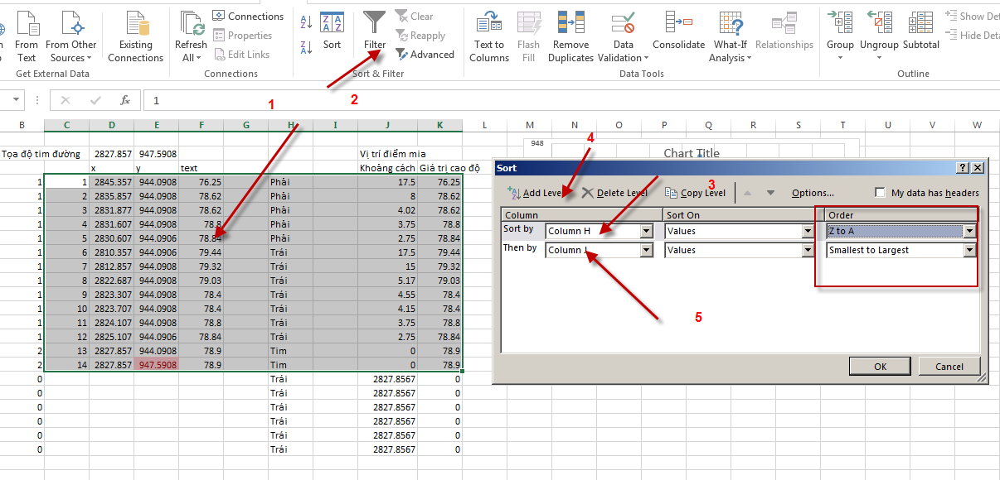 Connections
Clear
Properties
Reapply
Edit Links
Advanced
From Text
From Other Sources
Existing Connections
Refresh All
Sort
Filter
Text to Columns
Flash Fill
Remove Duplicates
Data Validation
Consolidate
What-If Analysis
Relationships
Group
Ungroup
Subtotal
Show Det
Hide Deta
Get External Data
Connections
Sort & Filter
Data Tools
Outline
1
2
fx 1
B C D E F G H I J K L M N O P Q R S T U V W
Tọa độ tim đường 2827.857 947.5908 Vị trí điểm mia
x y text Khoảng cách Giá trị cao độ
1 1 2845.357 944.0908 76.25 Phải 17.5 76.25
1 2 2835.857 944.0908 78.62 Phải 8 78.62
1 3 2831.877 944.0908 78.62 Phải 4.02 78.62
1 4 2831.607 944.0908 78.8 Phải 3.75 78.8
1 5 2830.607 944.0906 78.84 Phải 2.75 78.84
1 6 2810.357 944.0906 79.44 Trái 17.5 79.44
1 7 2812.857 944.0908 79.32 Trái 15 79.32
1 8 2822.687 944.0908 79.03 Trái 5.17 79.03
1 9 2823.307 944.0908 78.4 Trái 4.55 78.4
1 10 2823.707 944.0908 78.4 Trái 4.15 78.4
1 11 2824.107 944.0908 78.8 Trái 3.75 78.8
1 12 2825.107 944.0906 78.84 Trái 2.75 78.84
2 13 2827.857 944.0908 78.9 Tim 0 78.9
2 14 2827.857 947.5908 78.9 Tim 0 78.9
0 Trái 2827.8567 0
0 Trái 2827.8567 0
0 Trái 2827.8567 0
0 Trái 2827.8567 0
0 Trái 2827.8567 0
0 Trái 2827.8567 0
948
Chart Title
4
Sort
3
Add Level
Delete Level
Copy Level
Options...
My data has headers
Column Sort On Order
Sort by Column H Values Z to A
Then by Column J Values Smallest to Largest
5
OK Cancel